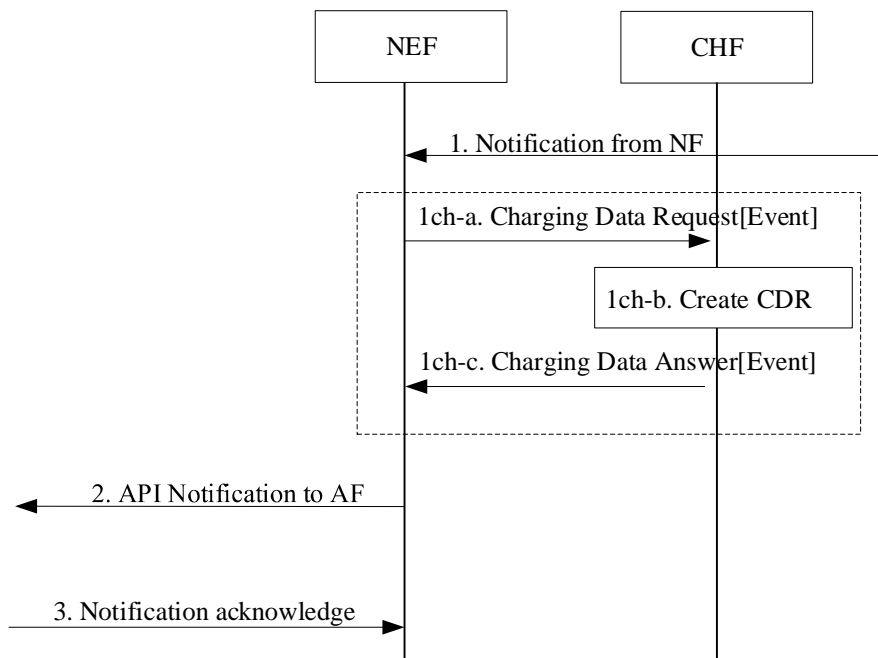 NEF
CHF
1. Notification from NF
1ch-a. Charging Data Request[Event]
1ch-b. Create CDR
1ch-c. Charging Data Answer[Event]
2. API Notification to AF
3. Notification acknowledge